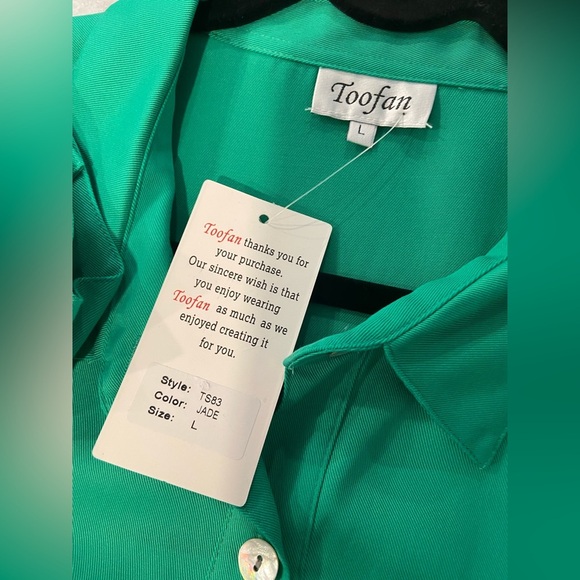 Toofan
L
Toofan thanks you for
your purchase.
Our sincere wish is that
you enjoy wearing
Toofan as much as we
enjoyed creating it
for you.
Style: TS83
Color: JADE
Size: L